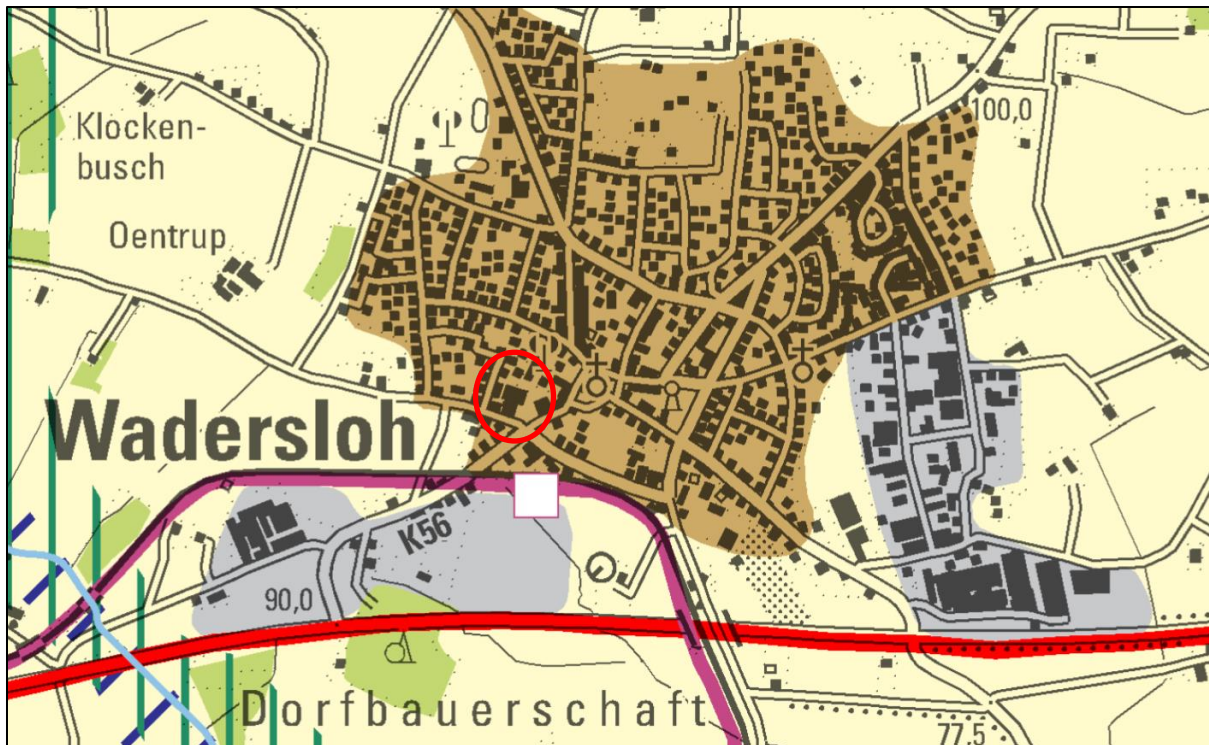 100,0
Klocken-
busch
Oentrup
Wadersloh
K56
90,0
Dorfbauerschaft
77,5